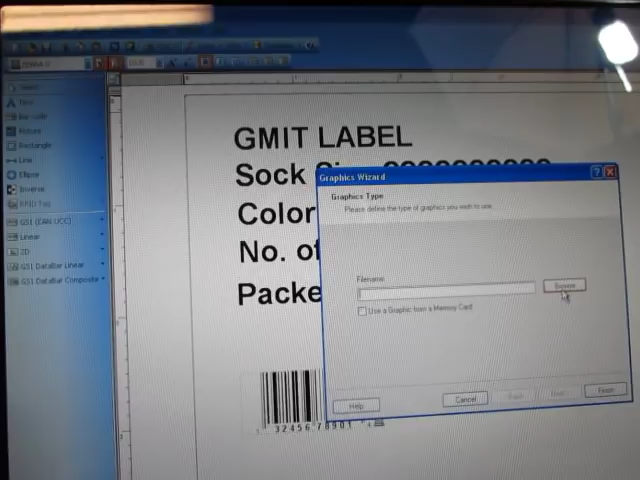 Text
Bar code
Picture
Rectangle
Line
Ellipse
Inverse
RFID Tag
GS1 (EAN.UCC)
Linear
2D
GS1 DataBar Linear
GS1 DataBar Composite
GMIT LABEL
Sock
Color
No. of
Packe
32456 78901
Graphics Wizard
Graphics Type
Please define the type of graphics you wish to use.
Filename:
Browse
Use a Graphic from a Memory Card
Help
Cancel
Back
Next
Finish